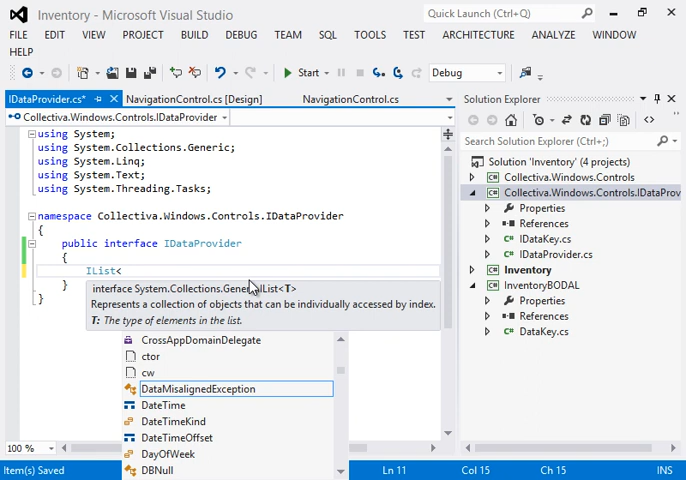 Inventory - Microsoft Visual Studio
Quick Launch (Ctrl+Q)
FILE EDIT VIEW PROJECT BUILD DEBUG TEAM SQL TOOLS TEST ARCHITECTURE ANALYZE WINDOW
HELP
Start
Debug
IDataProvider.cs*
NavigationControl.cs [Design]
NavigationControl.cs
Collectiva.Windows.Controls.IDataProvider
using System;
using System.Collections.Generic;
using System.Linq;
using System.Text;
using System.Threading.Tasks;
namespace Collectiva.Windows.Controls.IDataProvider
{
public interface IDataProvider
{
IList<
}
}
interface System.Collections.Generic.IList<T>
Represents a collection of objects that can be individually accessed by index.
T: The type of elements in the list.
CrossAppDomainDelegate
ctor
cw
DataMisalignedException
DateTime
DateTimeKind
DateTimeOffset
DayOfWeek
DBNull
100 %
Solution Explorer
Search Solution Explorer (Ctrl+;)
Solution 'Inventory' (4 projects)
Collectiva.Windows.Controls
Collectiva.Windows.Controls.IDataProv
Properties
References
IDataKey.cs
IDataProvider.cs
Inventory
InventoryBODAL
Properties
References
DataKey.cs
Item(s) Saved
Ln 11
Col 15
Ch 15
INS